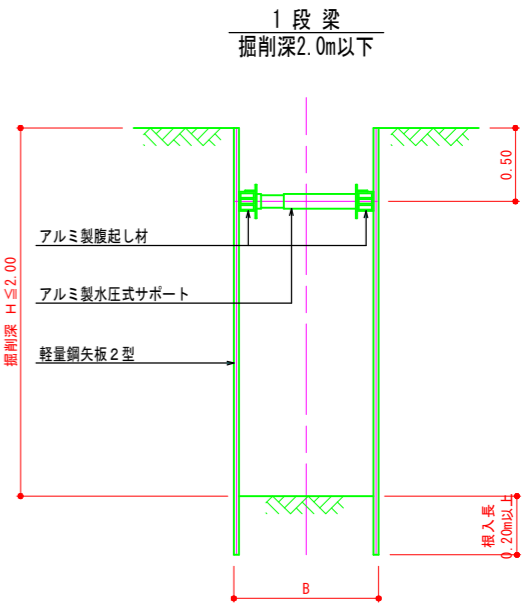 1段梁
掘削深2.0m以下
0.50
アルミ製腹起し材
アルミ製水圧式サポート
掘削深 H≦2.00
軽量鋼矢板2型
根入長
0.20m以上
B